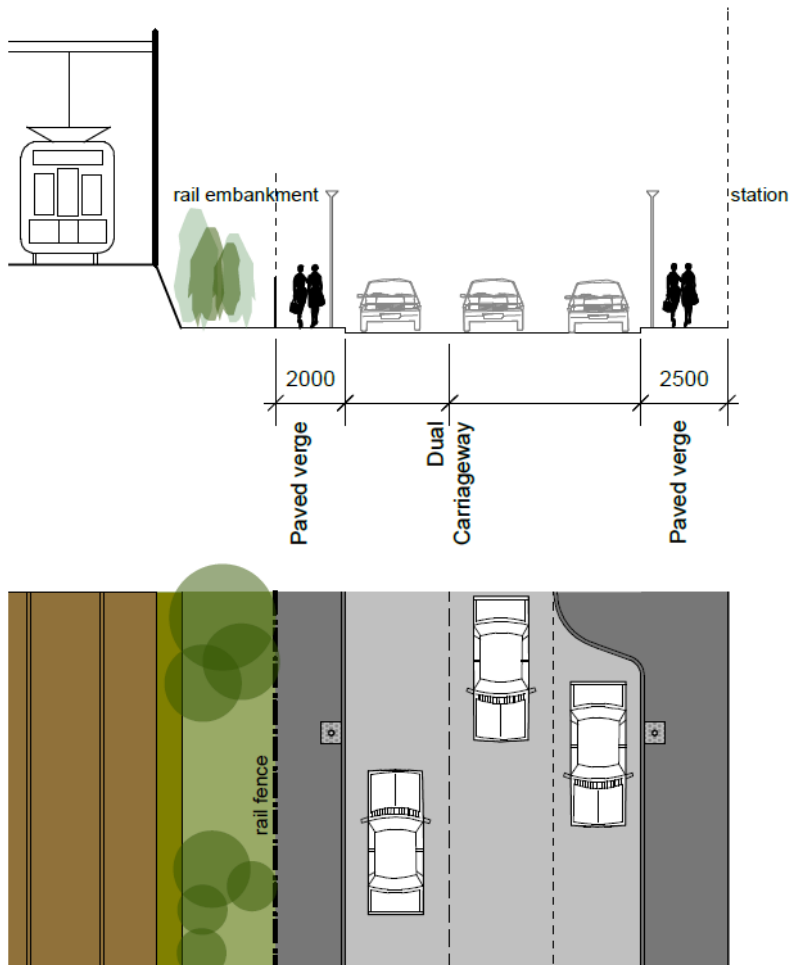 rail embankment
station
2000
2500
Paved verge
Dual
Carriageway
Paved verge
rail fence